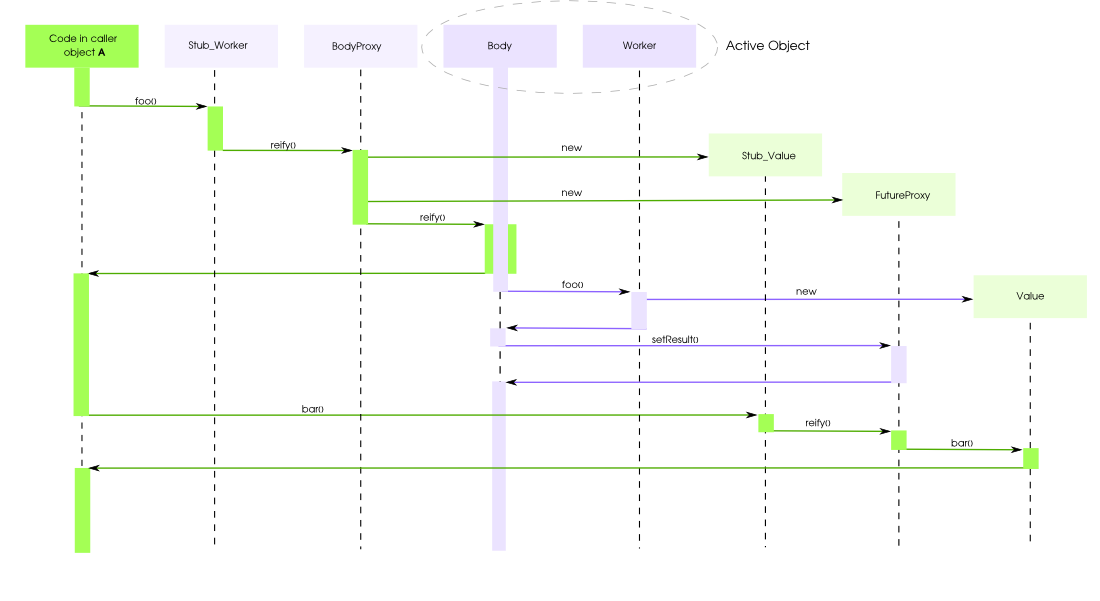 Code in caller
object A
Stub_Worker
BodyProxy
Body
Worker
Active Object
foo()
reify()
new
Stub_Value
new
FutureProxy
reify()
foo()
new
Value
setResult()
bar()
reify()
bar()